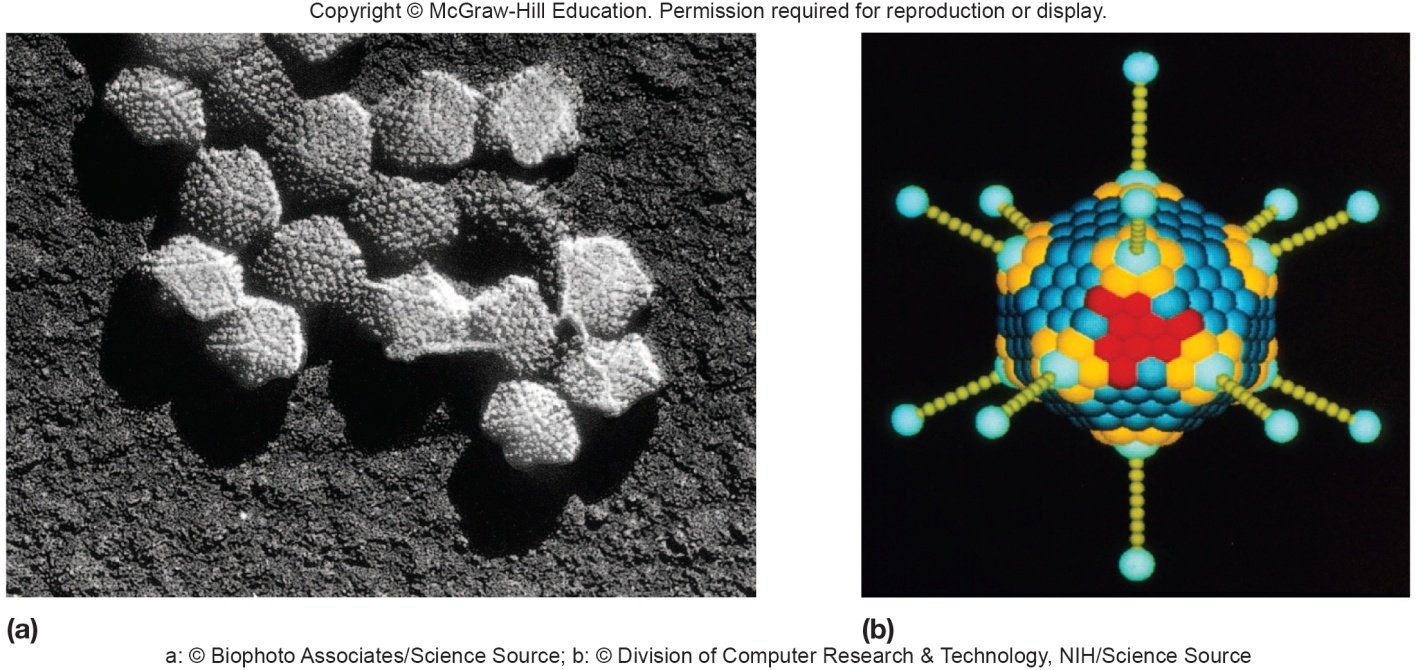 Copyright © McGraw-Hill Education. Permission required for reproduction or display.
(a)
(b)
a: © Biophoto Associates/Science Source; b: © Division of Computer Research & Technology, NIH/Science Source